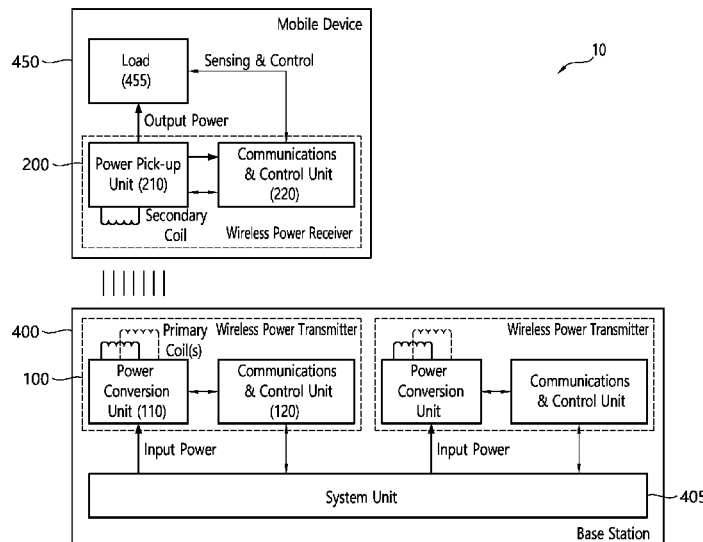 Mobile Device
10
450
Load
(455)
Sensing & Control
Output Power
200
Power Pick-up
Unit (210)
Communications
& Control Unit
(220)
Secondary
Coil
Wireless Power Receiver
400
Primary
Coil(s)
Wireless Power Transmitter
Wireless Power Transmitter
100
Power
Conversion
Unit (110)
Communications
& Control Unit
(120)
Power
Conversion
Unit
Communications
& Control Unit
Input Power
Input Power
System Unit
405
Base Station